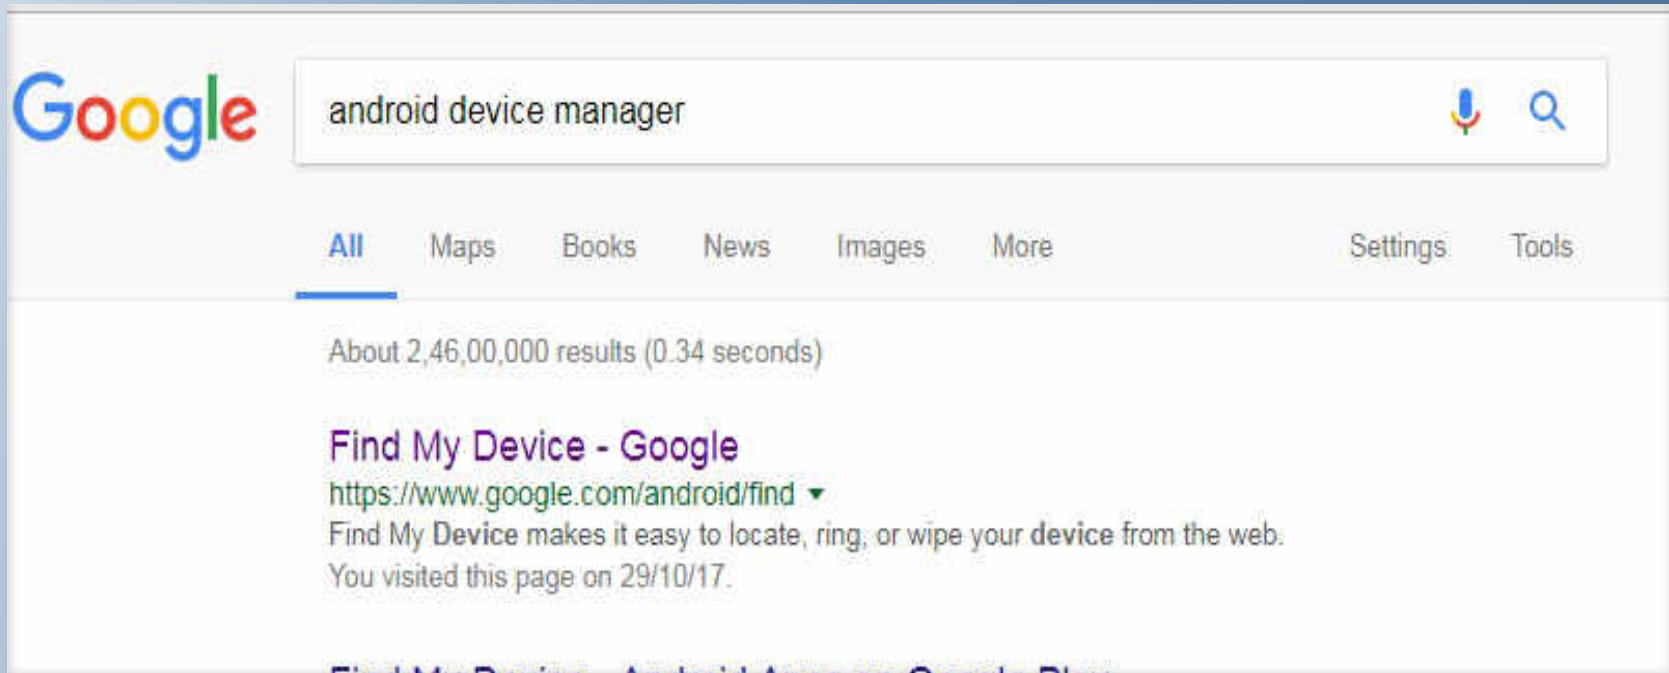 Google
android device manager
All Maps Books News Images More Settings Tools
About 2,46,00,000 results (0.34 seconds)
Find My Device - Google
https://www.google.com/android/find
Find My Device makes it easy to locate, ring, or wipe your device from the web.
You visited this page on 29/10/17.